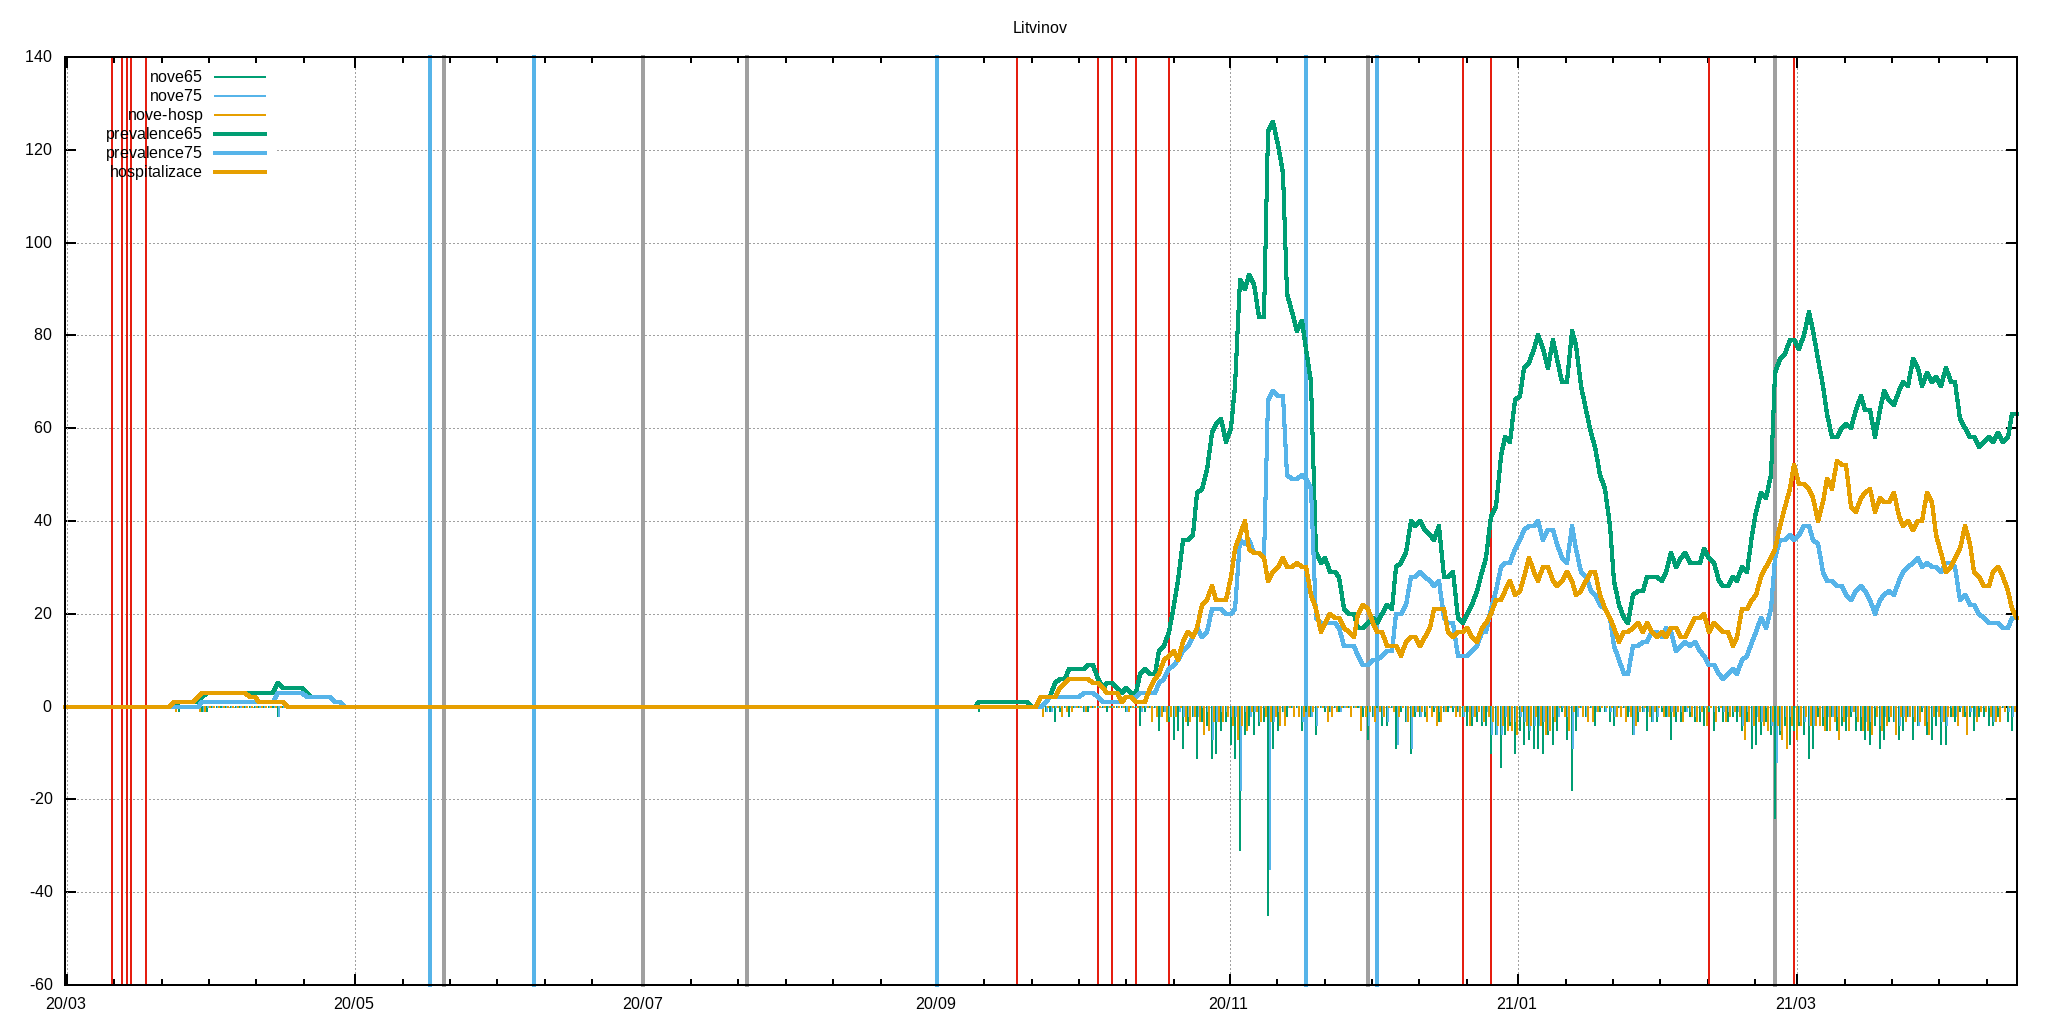 Litvinov
140
120
100
80
60
40
20
0
-20
-40
-60
nove65
nove75
nove-hosp
prevalence65
prevalence75
hospitalizace
20/03 20/05 20/07 20/09 20/11 21/01 21/03